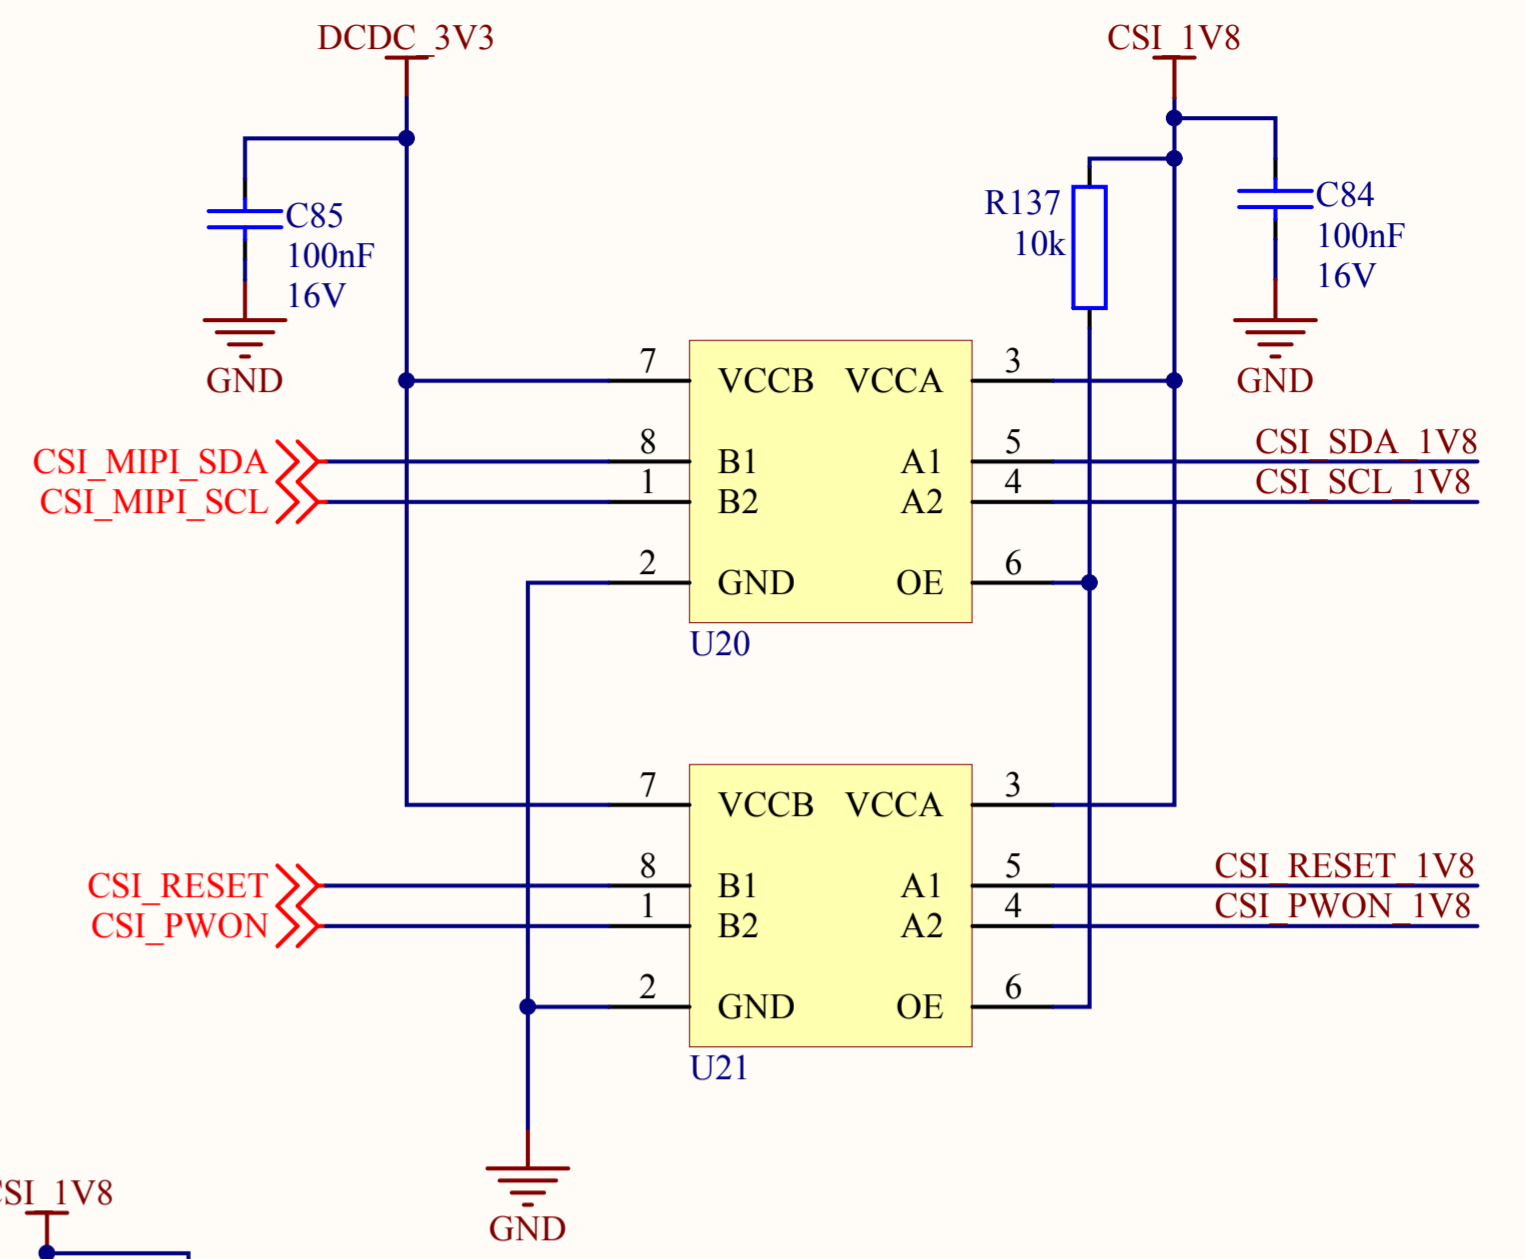 DCDC_3V3
CSI_1V8
C85
100nF
16V
GND
R137
10k
C84
100nF
16V
GND
7 VCCB VCCA 3
CSI_MIPI_SDA 8 B1 A1 5 CSI_SDA_1V8
CSI_MIPI_SCL 1 B2 A2 4 CSI_SCL_1V8
2 GND OE 6
U20
7 VCCB VCCA 3
CSI_RESET 8 B1 A1 5 CSI_RESET_1V8
CSI_PWON 1 B2 A2 4 CSI_PWON_1V8
2 GND OE 6
U21
GND
CSI_1V8